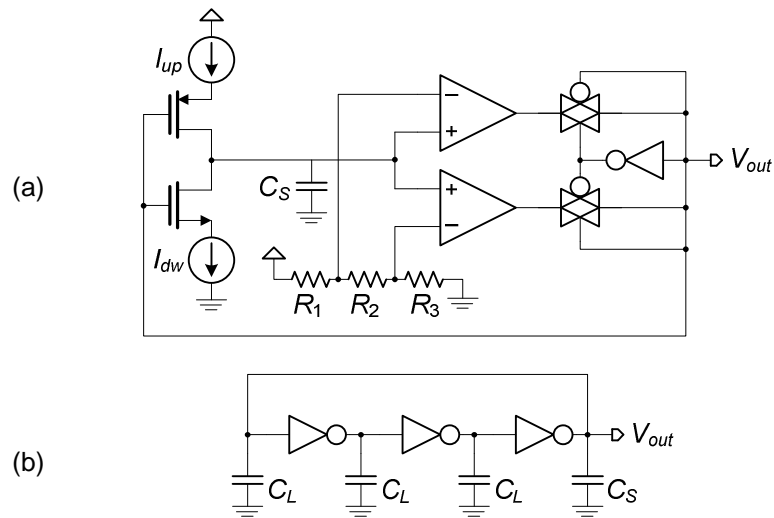 (a)
I_up
C_S
I_dw
R_1 R_2 R_3
−
+
+
−
V_out
(b)
C_L C_L C_L C_S
V_out